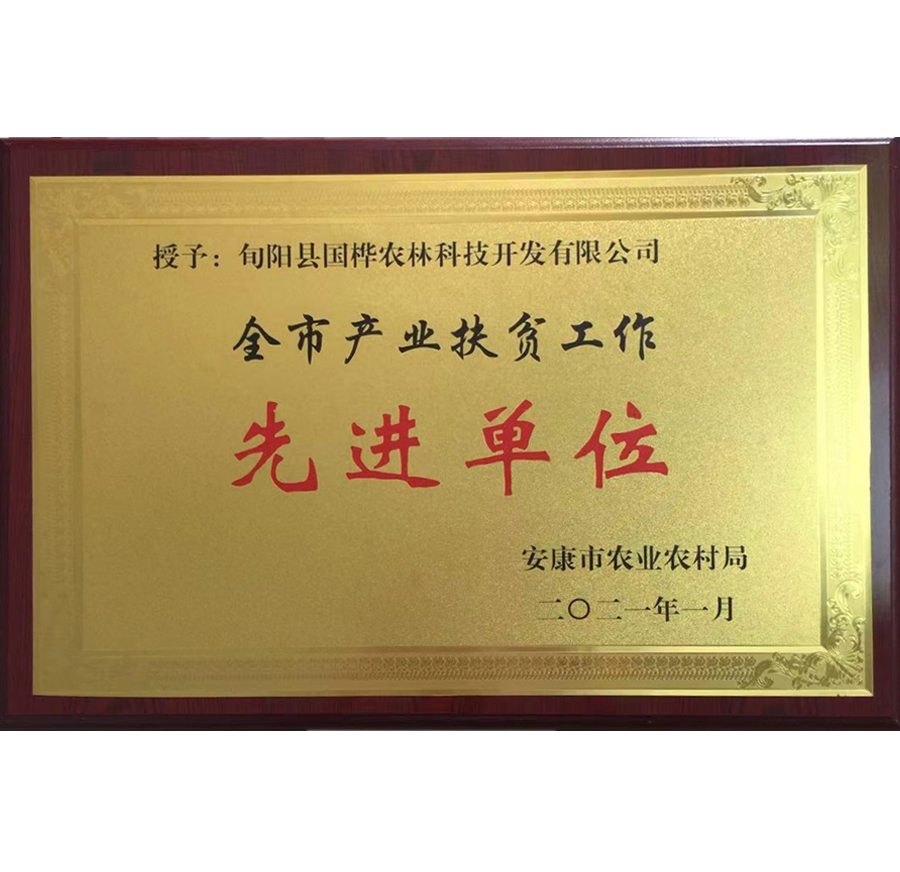 授予：旬阳县国桦农林科技开发有限公司
全市产业扶贫工作
先进单位
安康市农业农村局
二〇二一年一月